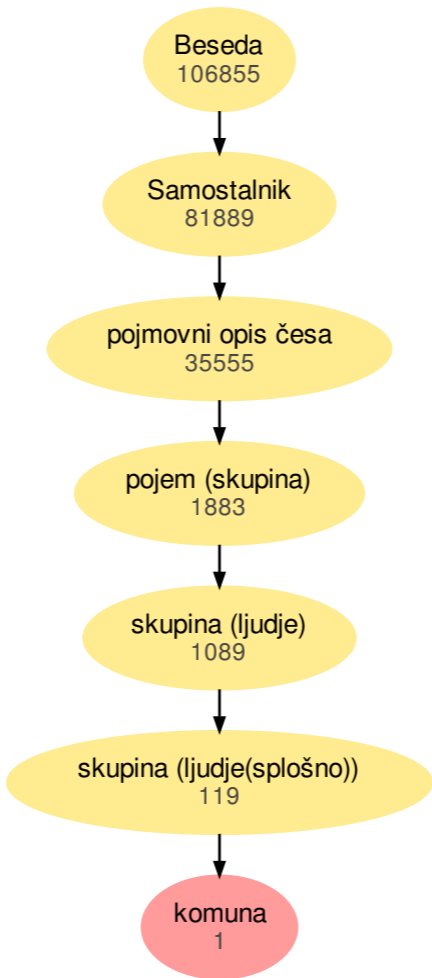 Beseda
106855
Samostalnik
81889
pojmovni opis česa
35555
pojem (skupina)
1883
skupina (ljudje)
1089
skupina (ljudje(splošno))
119
komuna
1